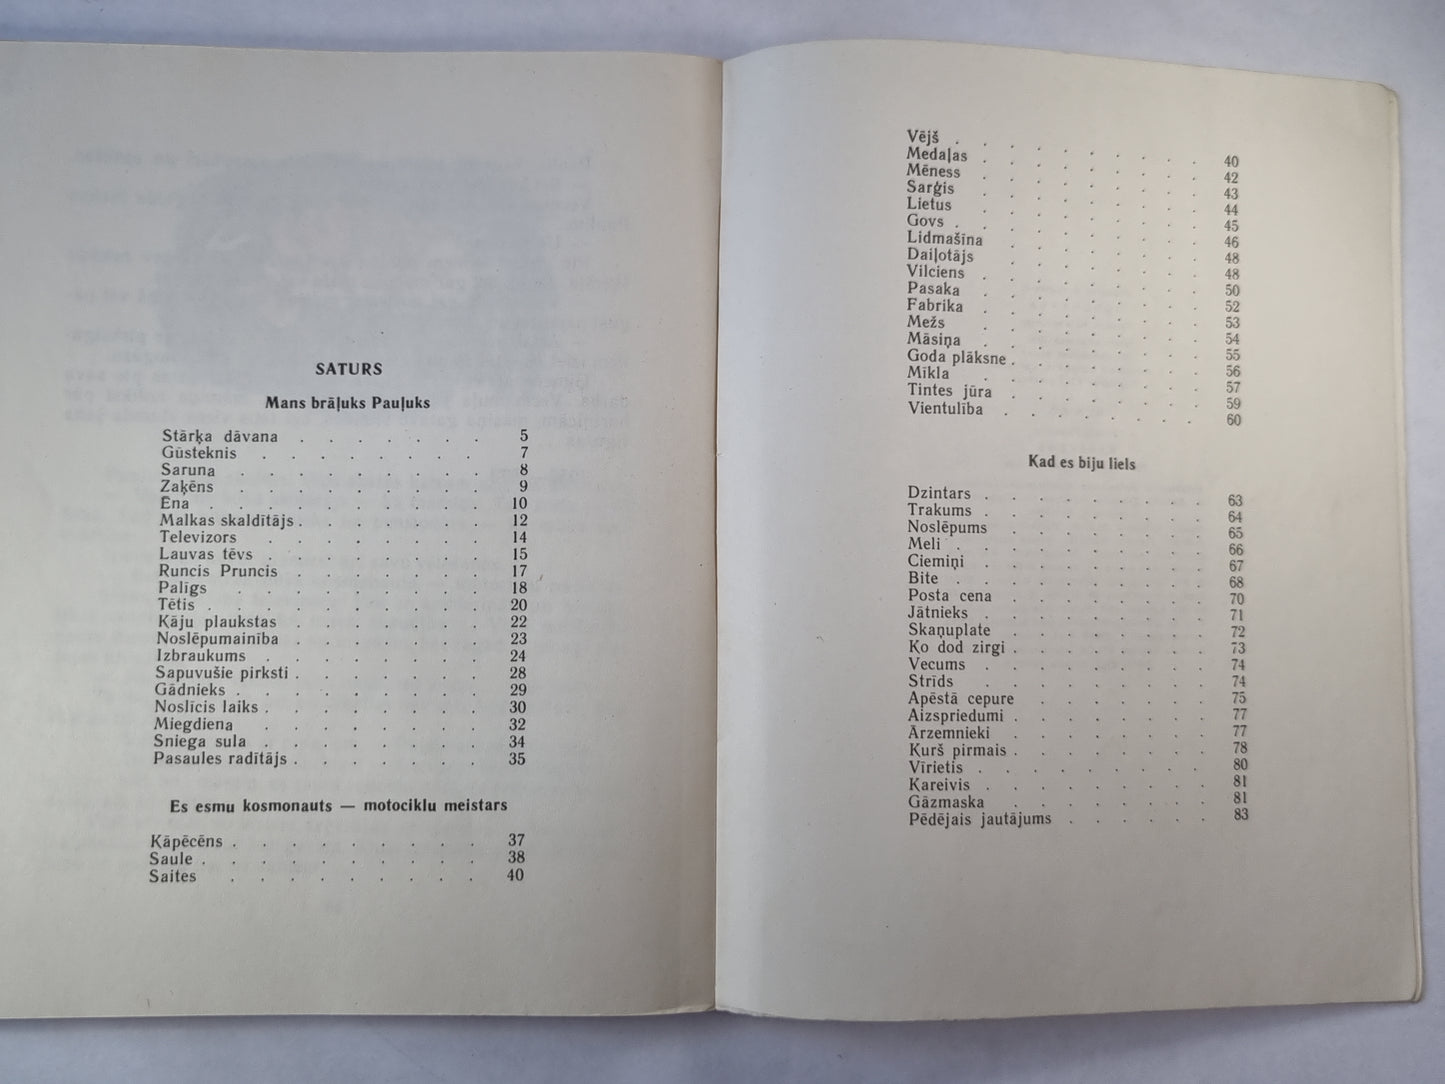 SATURS
Mans brāļuks Pauļuks
Stārķa dāvana . . . . . . . 5
Gūsteknis . . . . . . . . 7
Saruna . . . . . . . . . 8
Zaķēns . . . . . . . . . 9
Ēna . . . . . . . . . . 10
Malkas skaldītājs . . . . . . . 12
Televizors . . . . . . . . 14
Lauvas tēvs . . . . . . . . 15
Runcis Pruncis . . . . . . . 17
Palīgs . . . . . . . . . 18
Tētis . . . . . . . . . . 20
Kāju plaukstas . . . . . . . 22
Noslēpumainība . . . . . . . 23
Izbraukums . . . . . . . . 24
Sapuvušie pirksti . . . . . . . 28
Gādnieks . . . . . . . . . 29
Noslīcis laiks . . . . . . . . 30
Miegdiena . . . . . . . . 32
Sniega sula . . . . . . . . 34
Pasaules radītājs . . . . . . . 35
Es esmu kosmonauts — motociklu meistars
Kāpēcēns . . . . . . . . . 37
Saule . . . . . . . . . . 38
Saites . . . . . . . . . 40
Vējš . . . . . . . . . . 40
Medaļas . . . . . . . . . 42
Mēness . . . . . . . . . 43
Sarģis . . . . . . . . . 44
Lietus . . . . . . . . . 45
Govs . . . . . . . . . . 46
Lidmašīna . . . . . . . . 48
Daiļotājs . . . . . . . . 48
Vilciens . . . . . . . . . 50
Pasaka . . . . . . . . . 52
Fabrika . . . . . . . . . 53
Mežs . . . . . . . . . 54
Māsiņa . . . . . . . . . 55
Goda plāksne . . . . . . . . 56
Mīkla . . . . . . . . . 57
Tintes jūra . . . . . . . . 59
Vientulība . . . . . . . . 60
Kad es biju liels
Dzintars . . . . . . . . . 63
Trakums . . . . . . . . . 64
Noslēpums . . . . . . . . 65
Meli . . . . . . . . . . 66
Ciemiņi . . . . . . . . . 67
Bite . . . . . . . . . . 68
Posta cena . . . . . . . . 70
Jātnieks . . . . . . . . . 71
Skaņuplate . . . . . . . . 72
Ko dod zirgi . . . . . . . . 73
Vecums . . . . . . . . . 74
Strīds . . . . . . . . . 74
Apēstā cepure . . . . . . . 75
Aizspriedumi . . . . . . . . 77
Ārzemnieki . . . . . . . . 77
Kurš pirmais . . . . . . . . 78
Vīrietis . . . . . . . . . 80
Kareivis . . . . . . . . . 81
Gāzmaska . . . . . . . . 81
Pēdējais jautājums . . . . . . 83